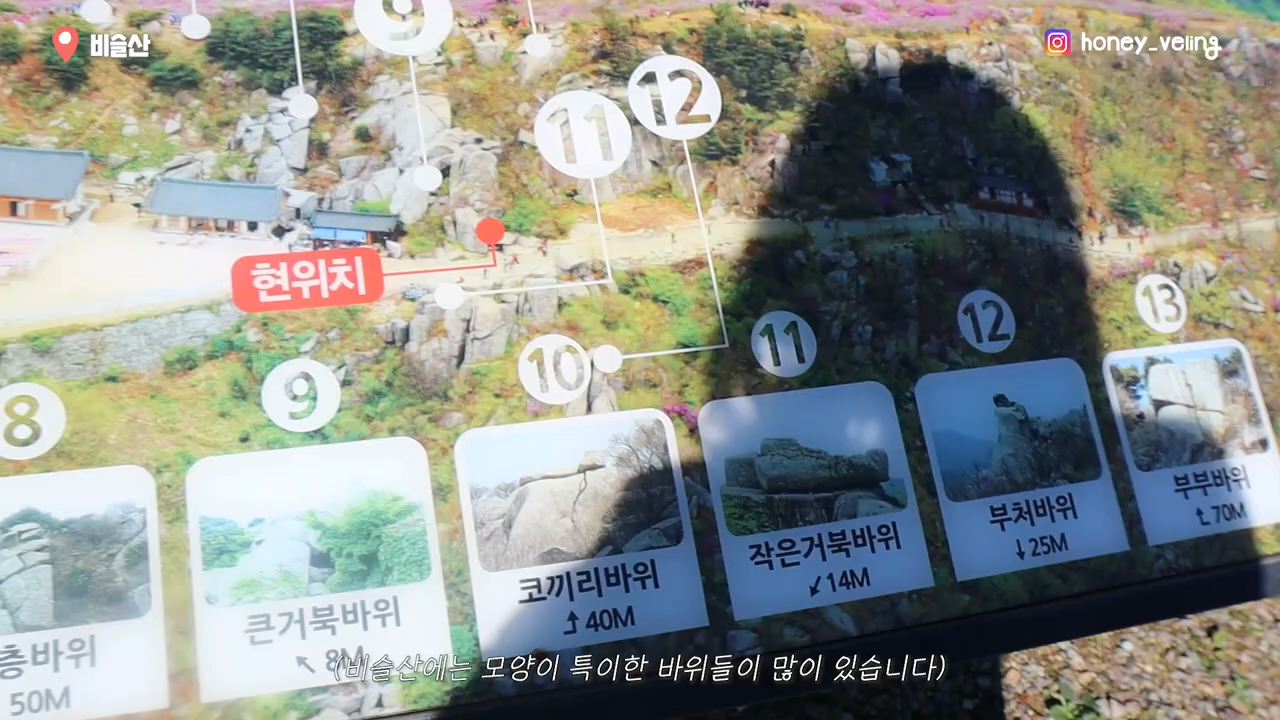 비슬산
honey_veling
9
11
12
현위치
8
층바위
50M
9
큰거북바위
↖ 8M
10
코끼리바위
↥ 40M
11
작은거북바위
↙ 14M
12
부처바위
↓ 25M
13
부부바위
↥ 70M
(비슬산에는 모양이 특이한 바위들이 많이 있습니다)